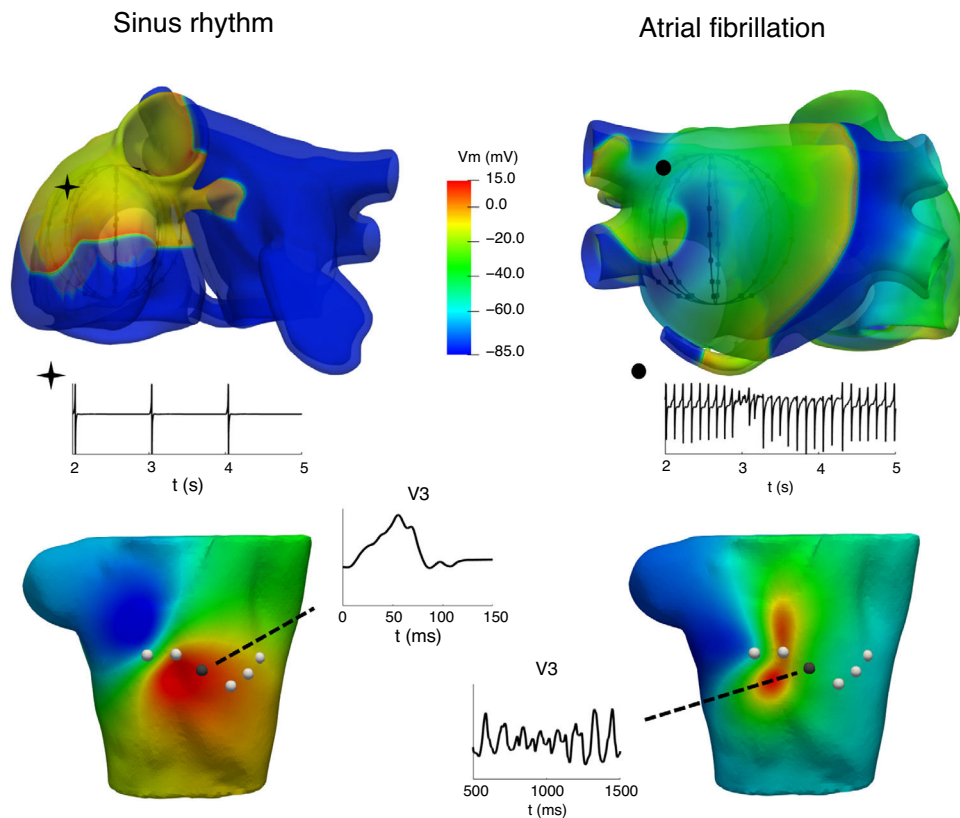 Sinus rhythm
Atrial fibrillation
Vm (mV)
15.0
0.0
−20.0
−40.0
−60.0
−85.0
2 3 4 5
t (s)
2 3 4 5
t (s)
V3
0 50 100 150
t (ms)
V3
500 1000 1500
t (ms)